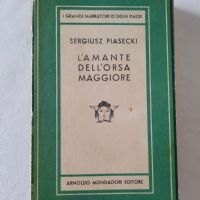 I GRANDI NARRATORI D'OGNI PAESE
SERGIUSZ PIASECKI
L'AMANTE
DELL'ORSA
MAGGIORE
ARNOLDO MONDADORI EDITORE